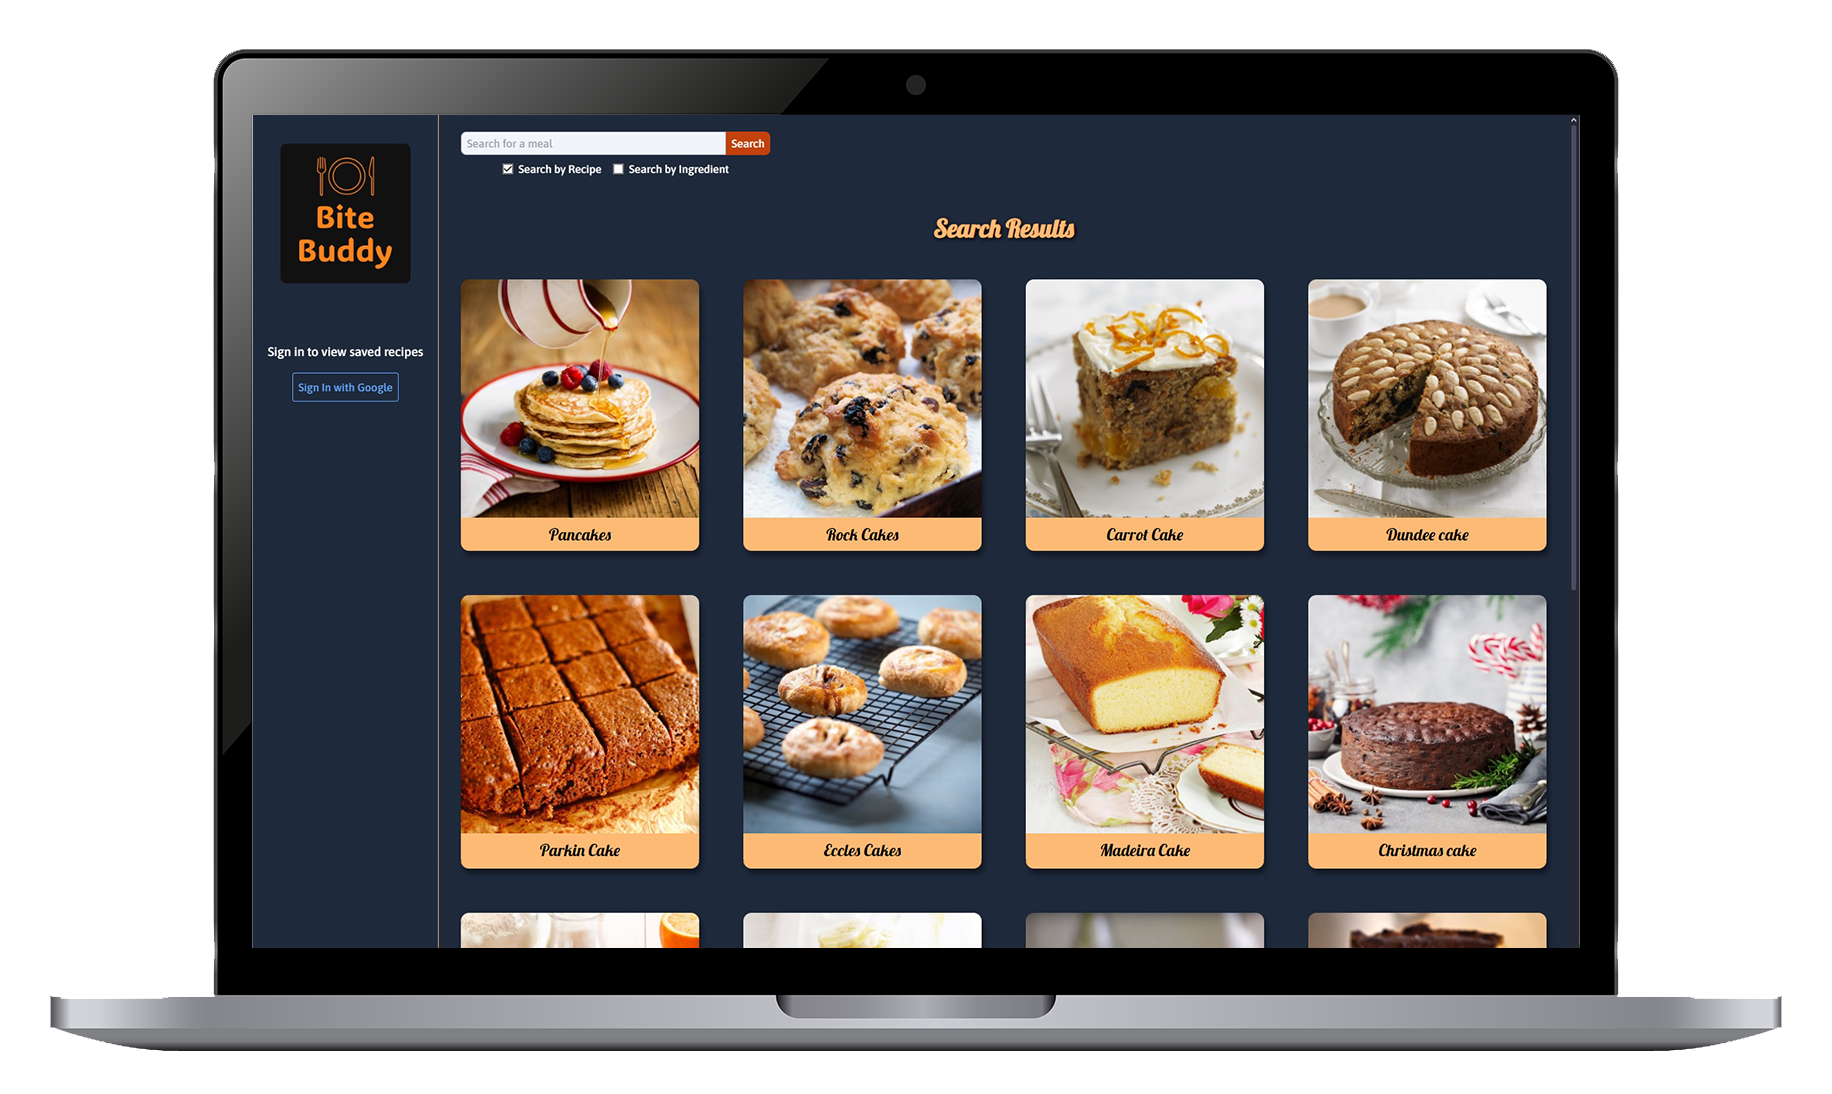 Bite
Buddy
Sign in to view saved recipes
Sign In with Google
Search for a meal
Search
Search by Recipe
Search by Ingredient
Search Results
Pancakes
Rock Cakes
Carrot Cake
Dundee cake
Parkin Cake
Eccles Cakes
Madeira Cake
Christmas cake